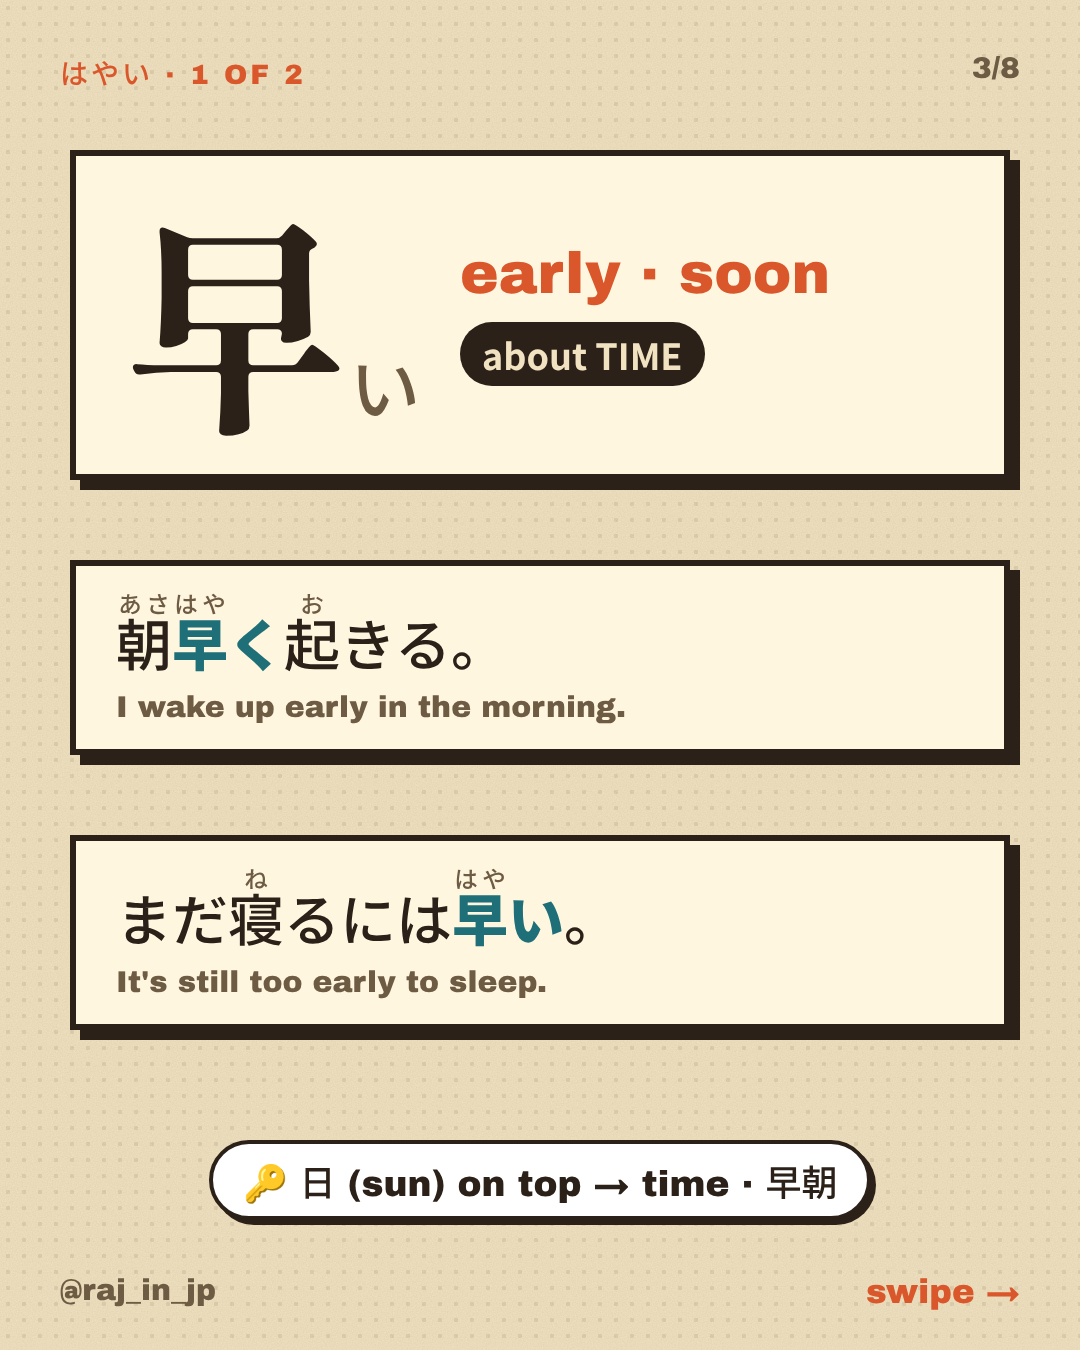 はやい · 1 OF 2
3/8
早い
early · soon
about TIME
あさはや お
朝早く起きる。
I wake up early in the morning.
ね はや
まだ寝るには早い。
It's still too early to sleep.
🔑 日 (sun) on top → time · 早朝
@raj_in_jp
swipe →